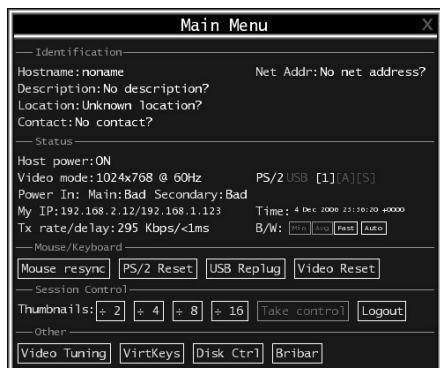 Main Menu X
Identification
Hostname:noname Net Addr:No net address?
Description:No description?
Location:Unknown location?
Contact:No contact?
Status
Host power:ON
Video mode:1024x768 @ 60Hz PS/2 USB [1][A][S]
Power In: Main:Bad Secondary:Bad
My IP:192.168.2.12/192.168.1.123 Time: 4 Dec 2006 23:36:20 +0000
Tx rate/delay:295 Kbps/<1ms B/W: Min Avg Fast Auto
Mouse/Keyboard
Mouse resync PS/2 Reset USB Replug Video Reset
Session Control
Thumbnails: ÷ 2 ÷ 4 ÷ 8 ÷ 16 Take control Logout
Other
Video Tuning VirtKeys Disk Ctrl Bribar